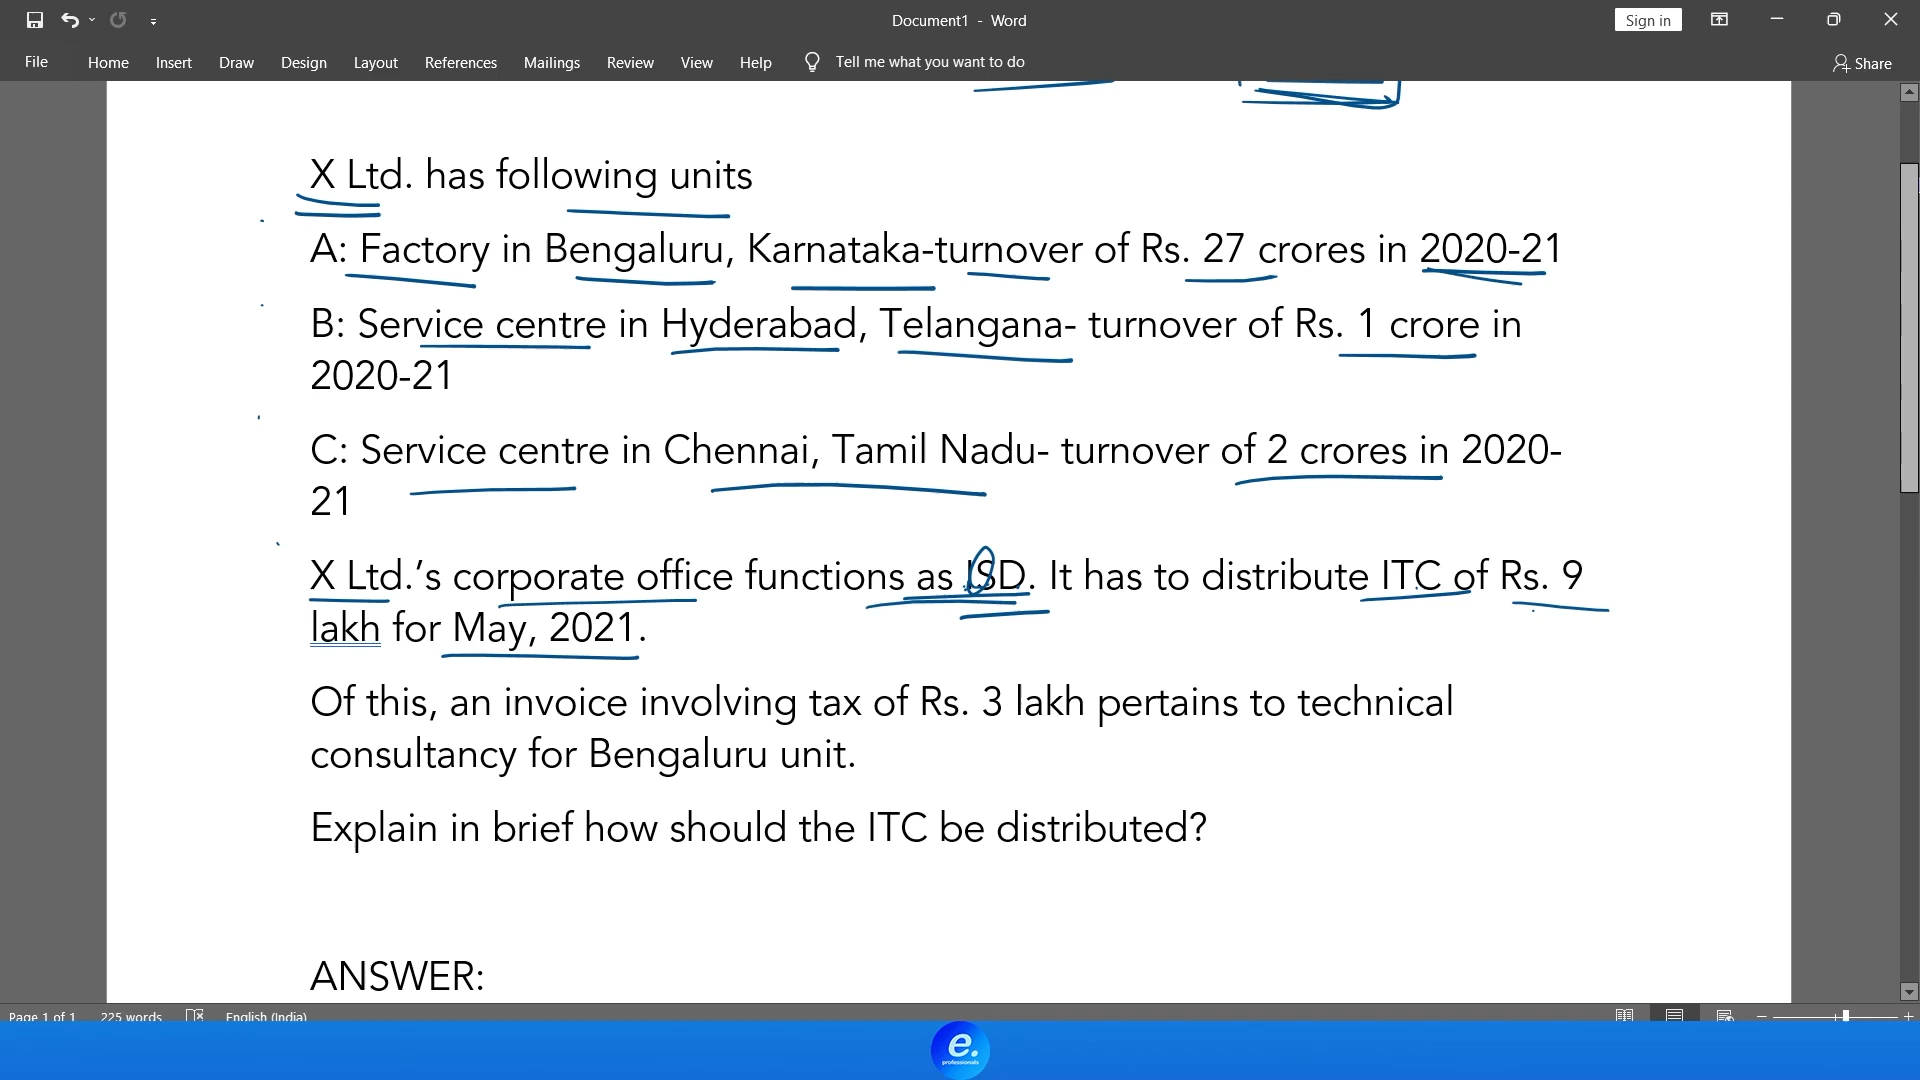 Document1 - Word
Sign in
File Home Insert Draw Design Layout References Mailings Review View Help Tell me what you want to do
Share
X Ltd. has following units
A: Factory in Bengaluru, Karnataka-turnover of Rs. 27 crores in 2020-21
B: Service centre in Hyderabad, Telangana- turnover of Rs. 1 crore in
2020-21
C: Service centre in Chennai, Tamil Nadu- turnover of 2 crores in 2020-
21
X Ltd.’s corporate office functions as ISD. It has to distribute ITC of Rs. 9
lakh for May, 2021.
Of this, an invoice involving tax of Rs. 3 lakh pertains to technical
consultancy for Bengaluru unit.
Explain in brief how should the ITC be distributed?
ANSWER:
Page 1 of 1 225 words English (India)
e.
professionals